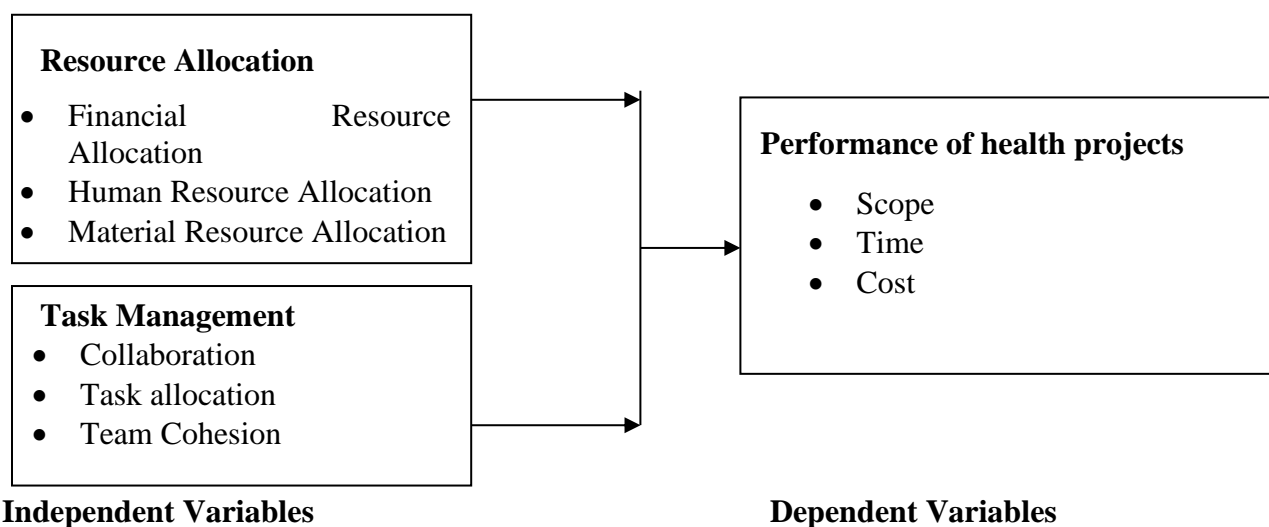 Resource Allocation
• Financial Resource
Allocation
• Human Resource Allocation
• Material Resource Allocation
Task Management
• Collaboration
• Task allocation
• Team Cohesion
Independent Variables
Performance of health projects
• Scope
• Time
• Cost
Dependent Variables